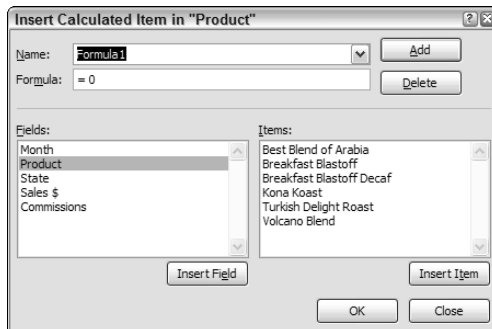 Insert Calculated Item in "Product"
Name: Formula1 Add
Formula: = 0 Delete
Fields: Items:
Month Best Blend of Arabia
Product Breakfast Blastoff
State Breakfast Blastoff Decaf
Sales $ Kona Koast
Commissions Turkish Delight Roast
Volcano Blend
Insert Field Insert Item
OK Close